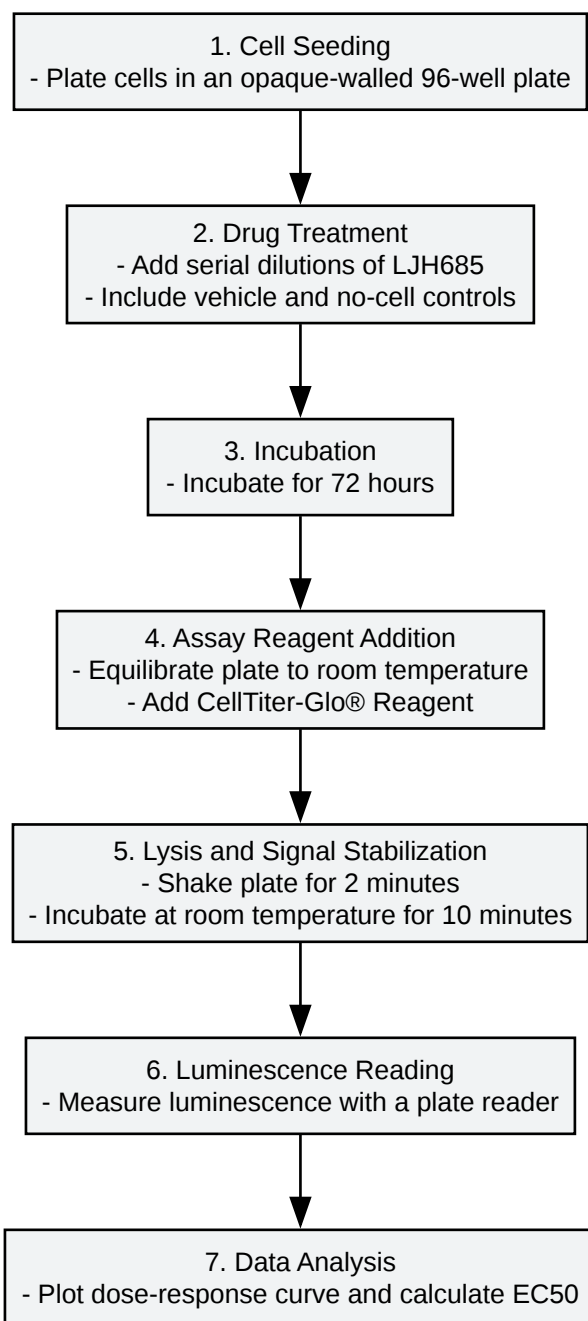 1. Cell Seeding
- Plate cells in an opaque-walled 96-well plate
2. Drug Treatment
- Add serial dilutions of LJH685
- Include vehicle and no-cell controls
3. Incubation
- Incubate for 72 hours
4. Assay Reagent Addition
- Equilibrate plate to room temperature
- Add CellTiter-Glo® Reagent
5. Lysis and Signal Stabilization
- Shake plate for 2 minutes
- Incubate at room temperature for 10 minutes
6. Luminescence Reading
- Measure luminescence with a plate reader
7. Data Analysis
- Plot dose-response curve and calculate EC50